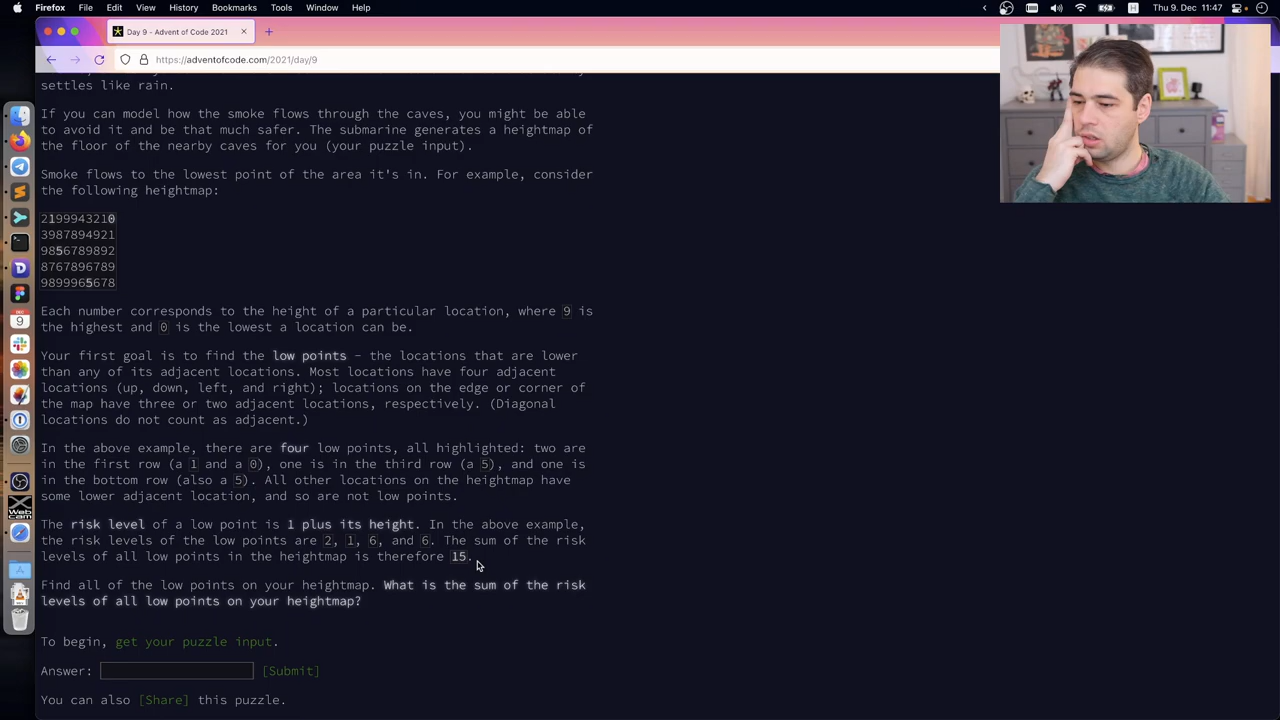 Firefox File Edit View History Bookmarks Tools Window Help Thu 9. Dec 11:47
Day 9 - Advent of Code 2021
https://adventofcode.com/2021/day/9
settles like rain.
If you can model how the smoke flows through the caves, you might be able
to avoid it and be that much safer. The submarine generates a heightmap of
the floor of the nearby caves for you (your puzzle input).
Smoke flows to the lowest point of the area it's in. For example, consider
the following heightmap:
2199943210
3987894921
9856789892
8767896789
9899965678
Each number corresponds to the height of a particular location, where 9 is
the highest and 0 is the lowest a location can be.
Your first goal is to find the low points - the locations that are lower
than any of its adjacent locations. Most locations have four adjacent
locations (up, down, left, and right); locations on the edge or corner of
the map have three or two adjacent locations, respectively. (Diagonal
locations do not count as adjacent.)
In the above example, there are four low points, all highlighted: two are
in the first row (a 1 and a 0), one is in the third row (a 5), and one is
in the bottom row (also a 5). All other locations on the heightmap have
some lower adjacent location, and so are not low points.
The risk level of a low point is 1 plus its height. In the above example,
the risk levels of the low points are 2, 1, 6, and 6. The sum of the risk
levels of all low points in the heightmap is therefore 15.
Find all of the low points on your heightmap. What is the sum of the risk
levels of all low points on your heightmap?
To begin, get your puzzle input.
Answer: [Submit]
You can also [Share] this puzzle.